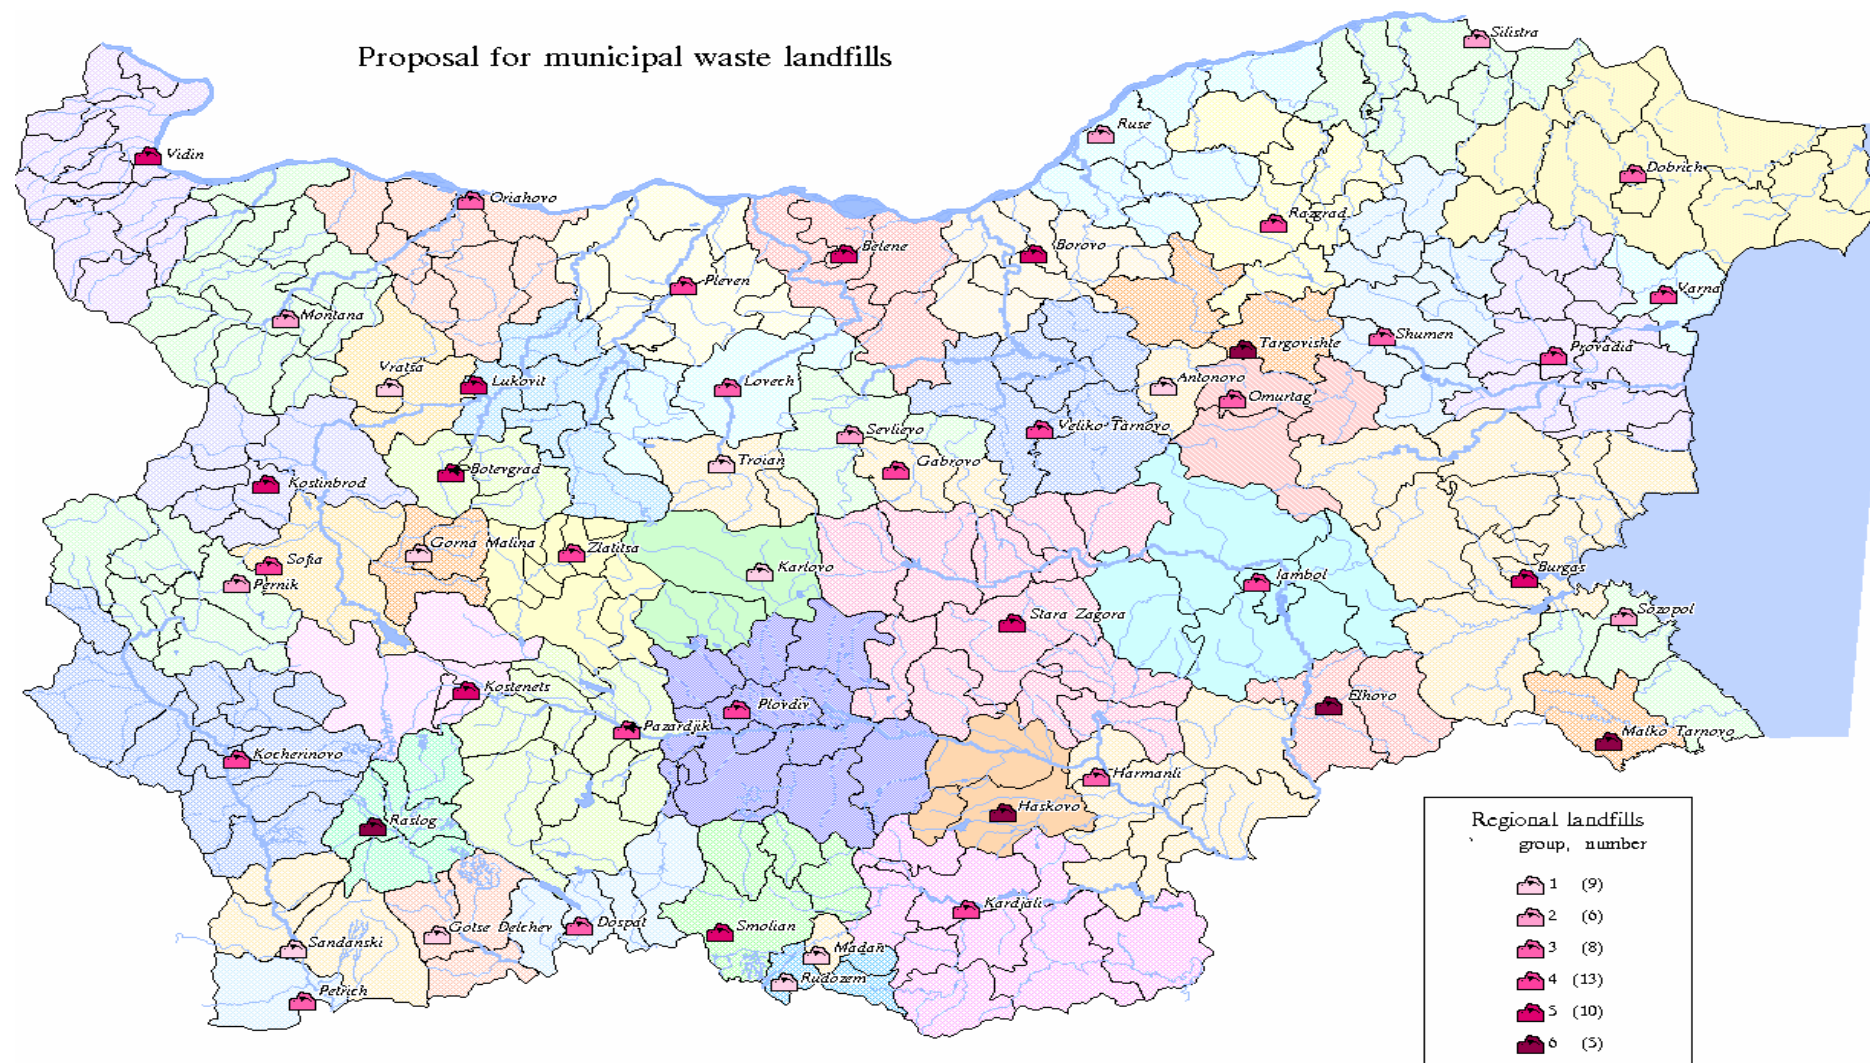 Proposal for municipal waste landfills
Silistra
Ruse
Vidin
Dobrich
Oriahovo
Razgrad
Belene
Borovo
Pleven
Varna
Montana
Shumen
Targovishte
Provadia
Vratsa
Lukovit
Lovech
Antonovo
Omurtag
Sevlievo
Veliko Tarnovo
Troian
Gabrovo
Botevgrad
Kostinbrod
Gorna Malina
Zlatitsa
Sofia
Pernik
Karlovo
Iambol
Burgas
Sozopol
Stara Zagora
Kostenets
Elhovo
Plovdiv
Pazardjik
Malko Tarnovo
Kocherinovo
Harmanli
Haskovo
Raslog
Kardjali
Gotse Delchev
Dospat
Smolian
Sandanski
Madan
Rudozem
Petrich
Regional landfills
group, number
1 (9)
2 (6)
3 (8)
4 (13)
5 (10)
6 (5)